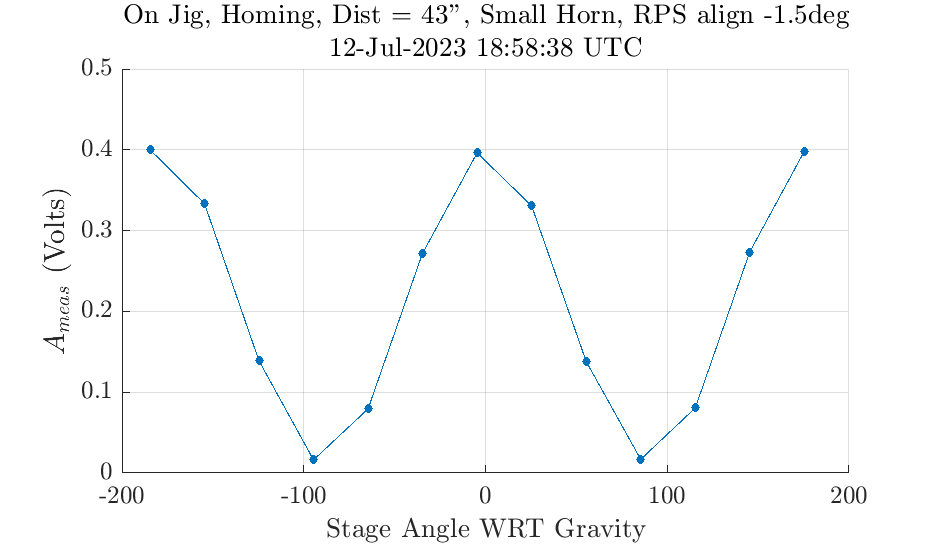 On Jig, Homing, Dist = 43”, Small Horn, RPS align -1.5deg
12-Jul-2023 18:58:38 UTC
0.5
0.4
0.3
0.2
0.1
0
A_meas (Volts)
-200 -100 0 100 200
Stage Angle WRT Gravity